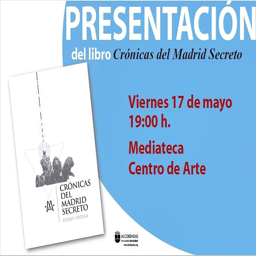 PRESENTACIÓN
del libro Crónicas del Madrid Secreto
Viernes 17 de mayo
19:00 h.
Mediateca
Centro de Arte
CRÓNICAS
DEL
MADRID
SECRETO
ALCOBENDAS